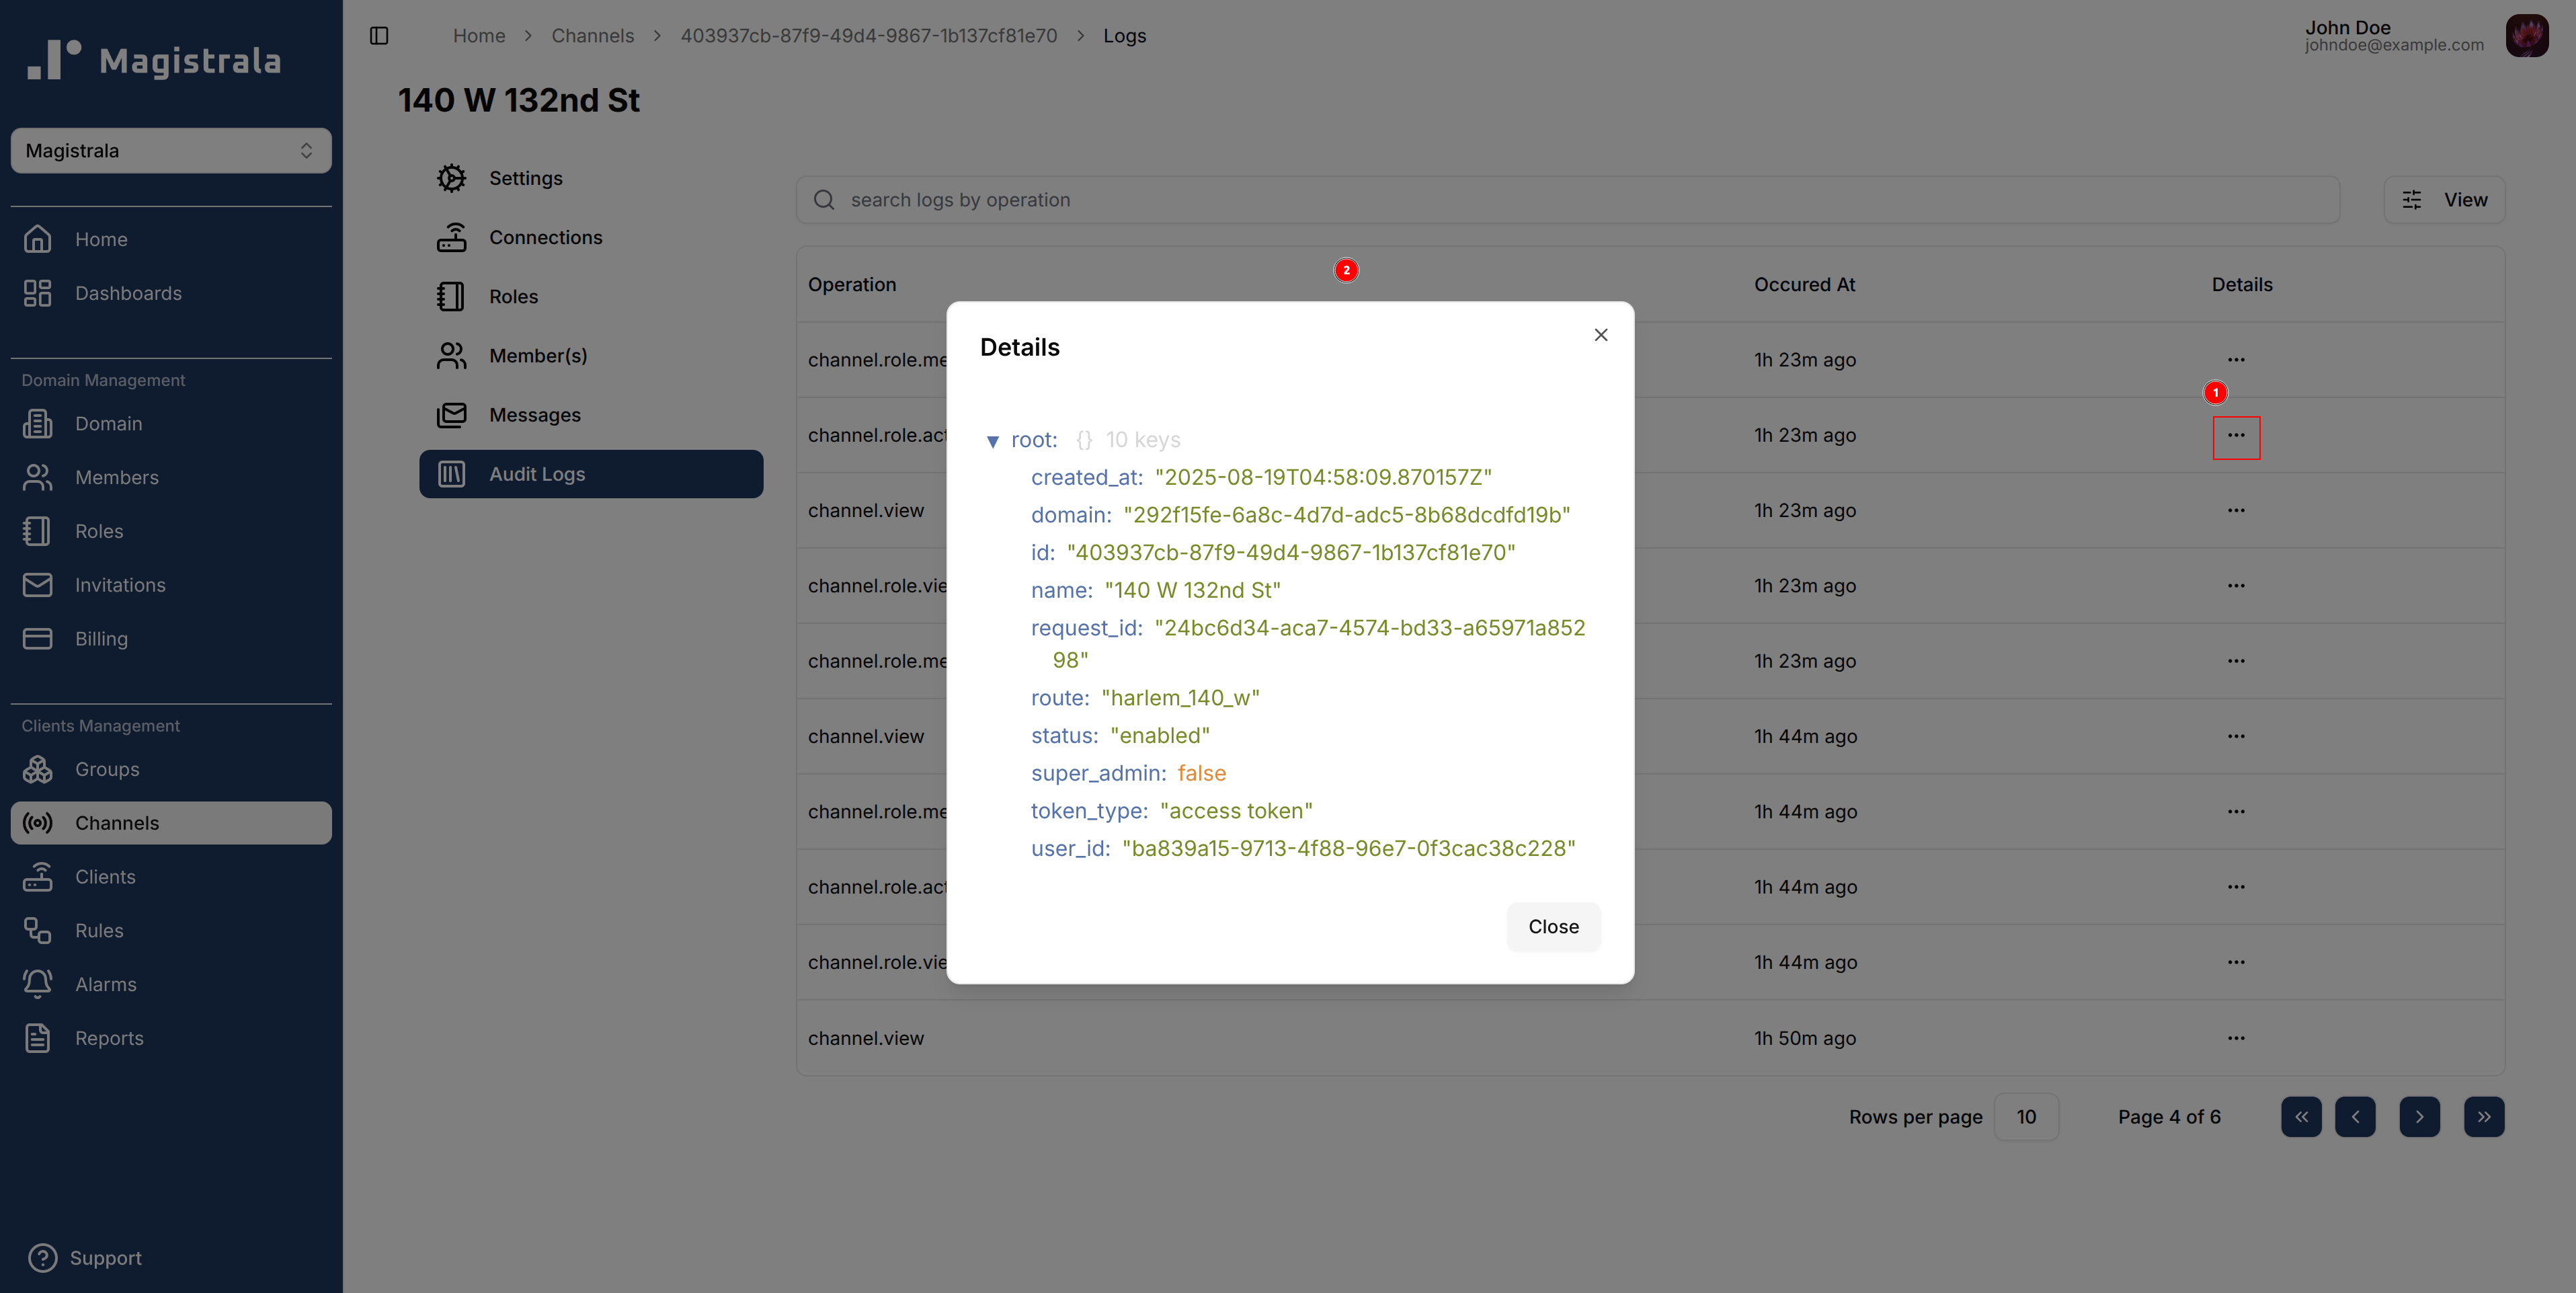 Magistrala
Magistrala
Home
Dashboards
Domain Management
Domain
Members
Roles
Invitations
Billing
Clients Management
Groups
Channels
Clients
Rules
Alarms
Reports
Support
Home > Channels > 403937cb-87f9-49d4-9867-1b137cf81e70 > Logs
John Doe
johndoe@example.com
140 W 132nd St
Settings
Connections
Roles
Member(s)
Messages
Audit Logs
search logs by operation
View
2
Operation Occured At Details
channel.role.me 1h 23m ago
1
channel.role.act 1h 23m ago
channel.view 1h 23m ago
channel.role.vie 1h 23m ago
channel.role.me 1h 23m ago
channel.view 1h 44m ago
channel.role.me 1h 44m ago
channel.role.act 1h 44m ago
channel.role.vie 1h 44m ago
channel.view 1h 50m ago
Rows per page 10 Page 4 of 6
Details
root: {} 10 keys
created_at: "2025-08-19T04:58:09.870157Z"
domain: "292f15fe-6a8c-4d7d-adc5-8b68dcdfd19b"
id: "403937cb-87f9-49d4-9867-1b137cf81e70"
name: "140 W 132nd St"
request_id: "24bc6d34-aca7-4574-bd33-a65971a852
98"
route: "harlem_140_w"
status: "enabled"
super_admin: false
token_type: "access token"
user_id: "ba839a15-9713-4f88-96e7-0f3cac38c228"
Close